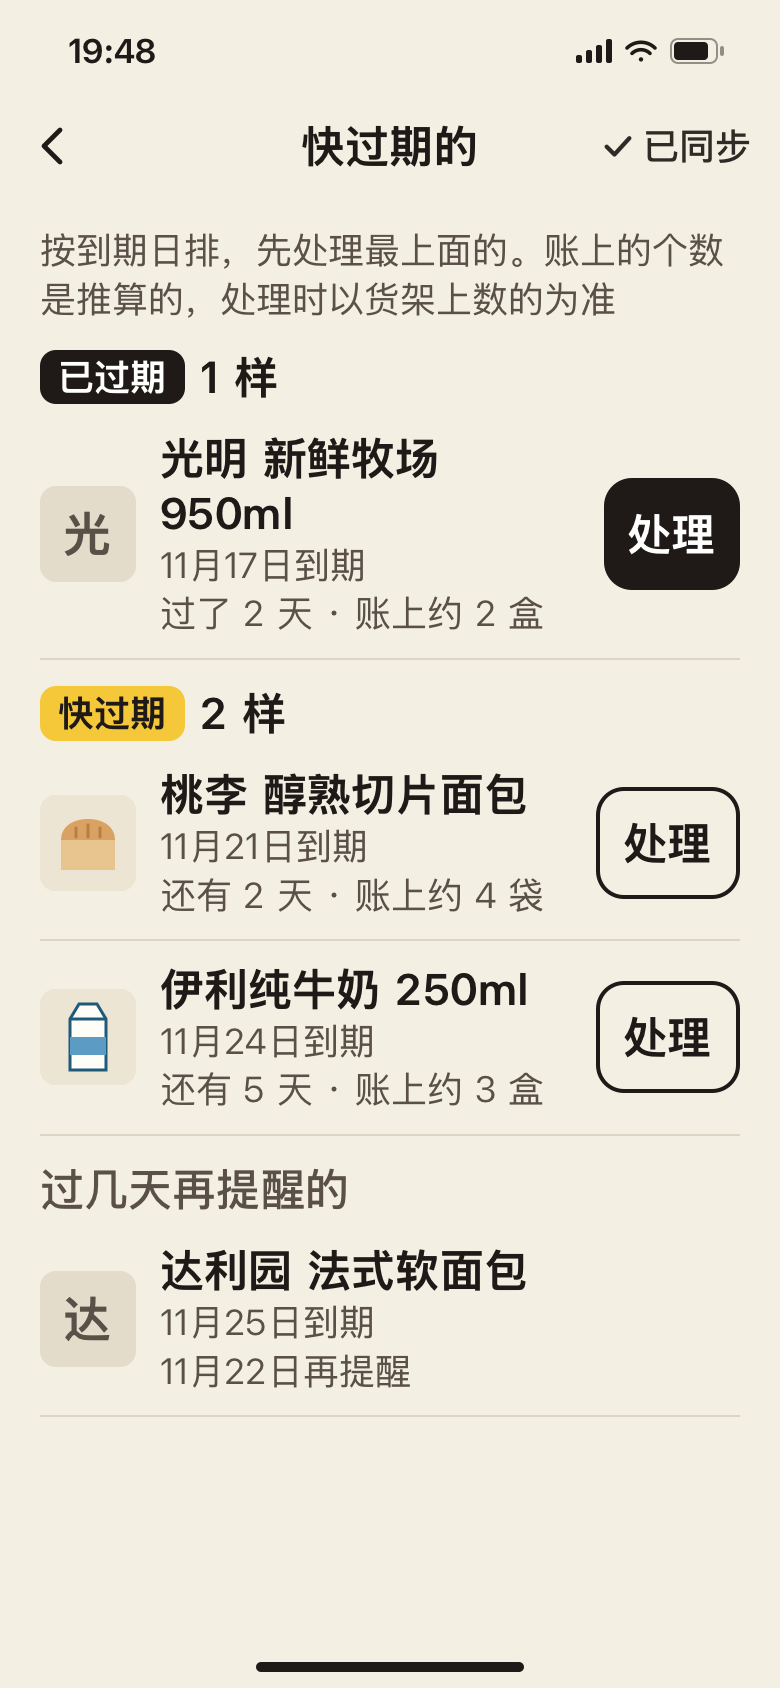 19:48
快过期的
已同步
按到期日排，先处理最上面的。账上的个数
是推算的，处理时以货架上数的为准
已过期 1 样
光
光明 新鲜牧场
950ml
11月17日到期
过了 2 天 · 账上约 2 盒
处理
快过期 2 样
桃李 醇熟切片面包
11月21日到期
还有 2 天 · 账上约 4 袋
处理
伊利纯牛奶 250ml
11月24日到期
还有 5 天 · 账上约 3 盒
处理
过几天再提醒的
达
达利园 法式软面包
11月25日到期
11月22日再提醒